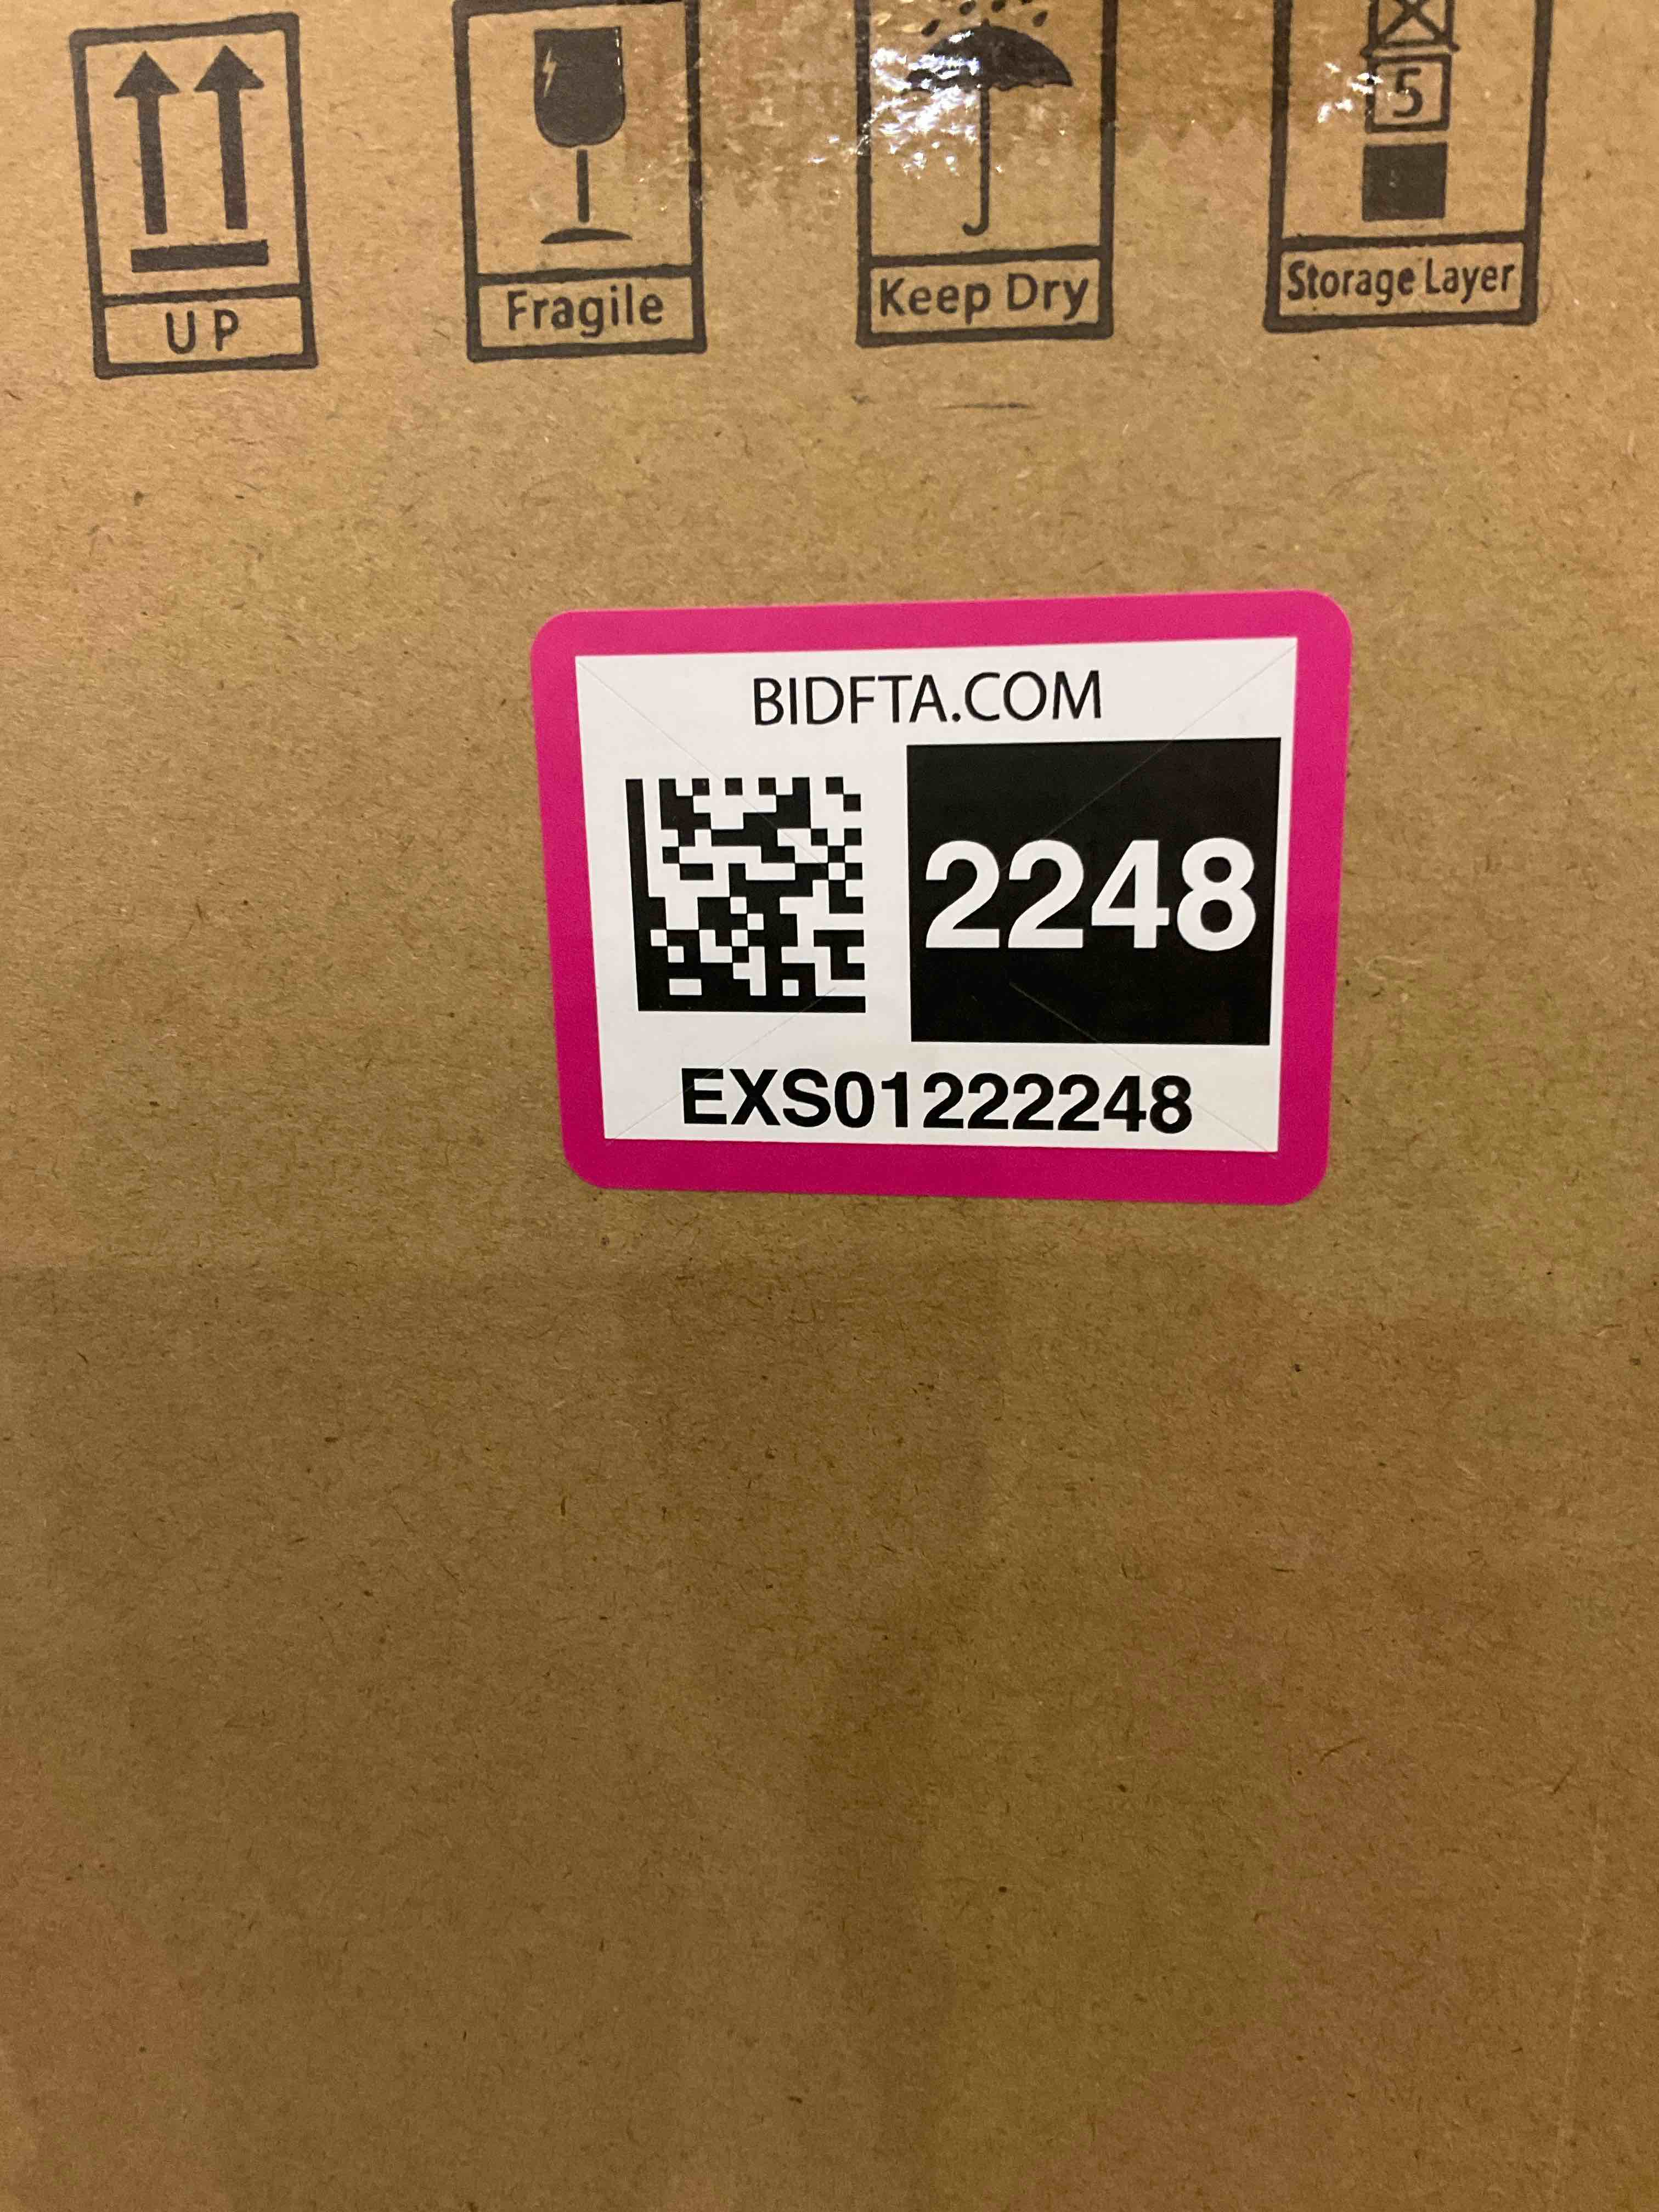 5
UP
Fragile
Keep Dry
Storage Layer
BIDFTA.COM
2248
EXS01222248